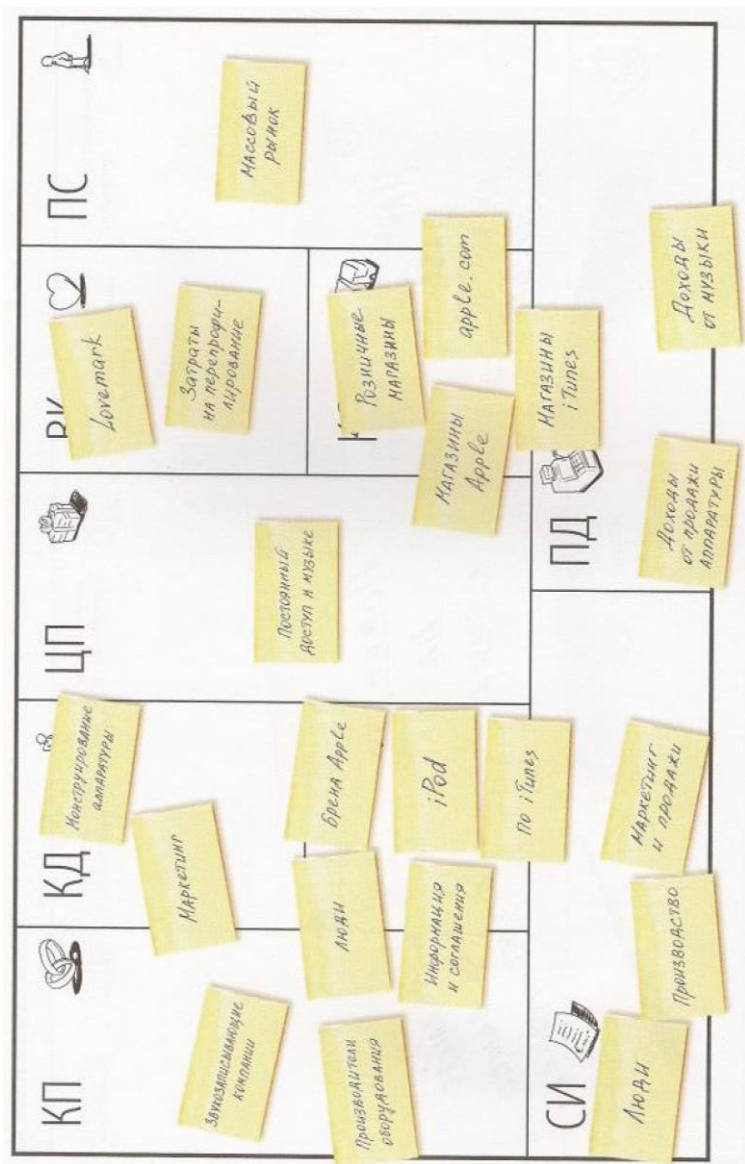 КП
Звукозаписывающие
компании
Производители
оборудования
КД
Конструирование
аппаратуры
Маркетинг
Люди
Бренд Apple
Информация
и соглашения
iPod
ПО iTunes
ЦП
Постоянный
доступ к музыке
ВК
Lovemark
Затраты
на перепрофи-
лирование
Розничные
магазины
Магазины
Apple
apple.com
Магазины
iTunes
ПС
Массовый
рынок
СИ
Люди
Производство
Маркетинг
и продажи
ПД
Доходы
от продажи
аппаратуры
Доходы
от музыки